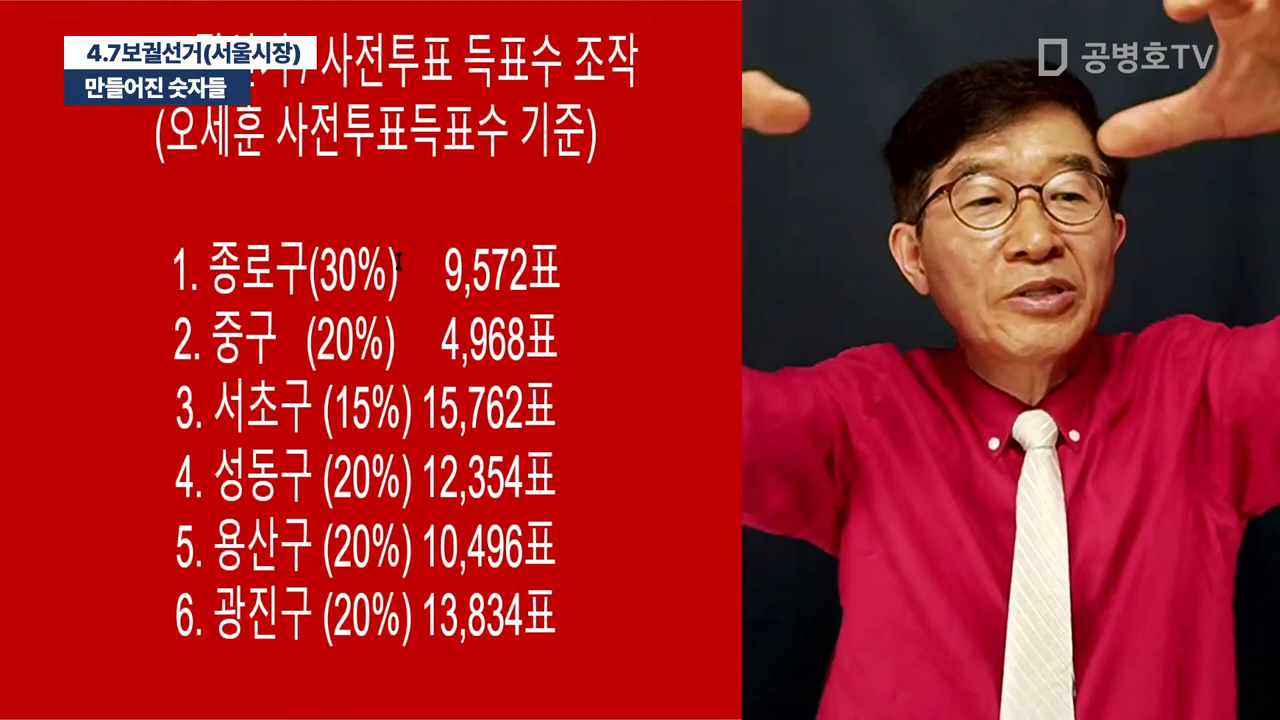 4.7보궐선거(서울시장)
만들어진 숫자들
사전투표 득표수 조작
(오세훈 사전투표득표수 기준)
1. 종로구(30%) 9,572표
2. 중구 (20%) 4,968표
3. 서초구 (15%) 15,762표
4. 성동구 (20%) 12,354표
5. 용산구 (20%) 10,496표
6. 광진구 (20%) 13,834표
공병호TV